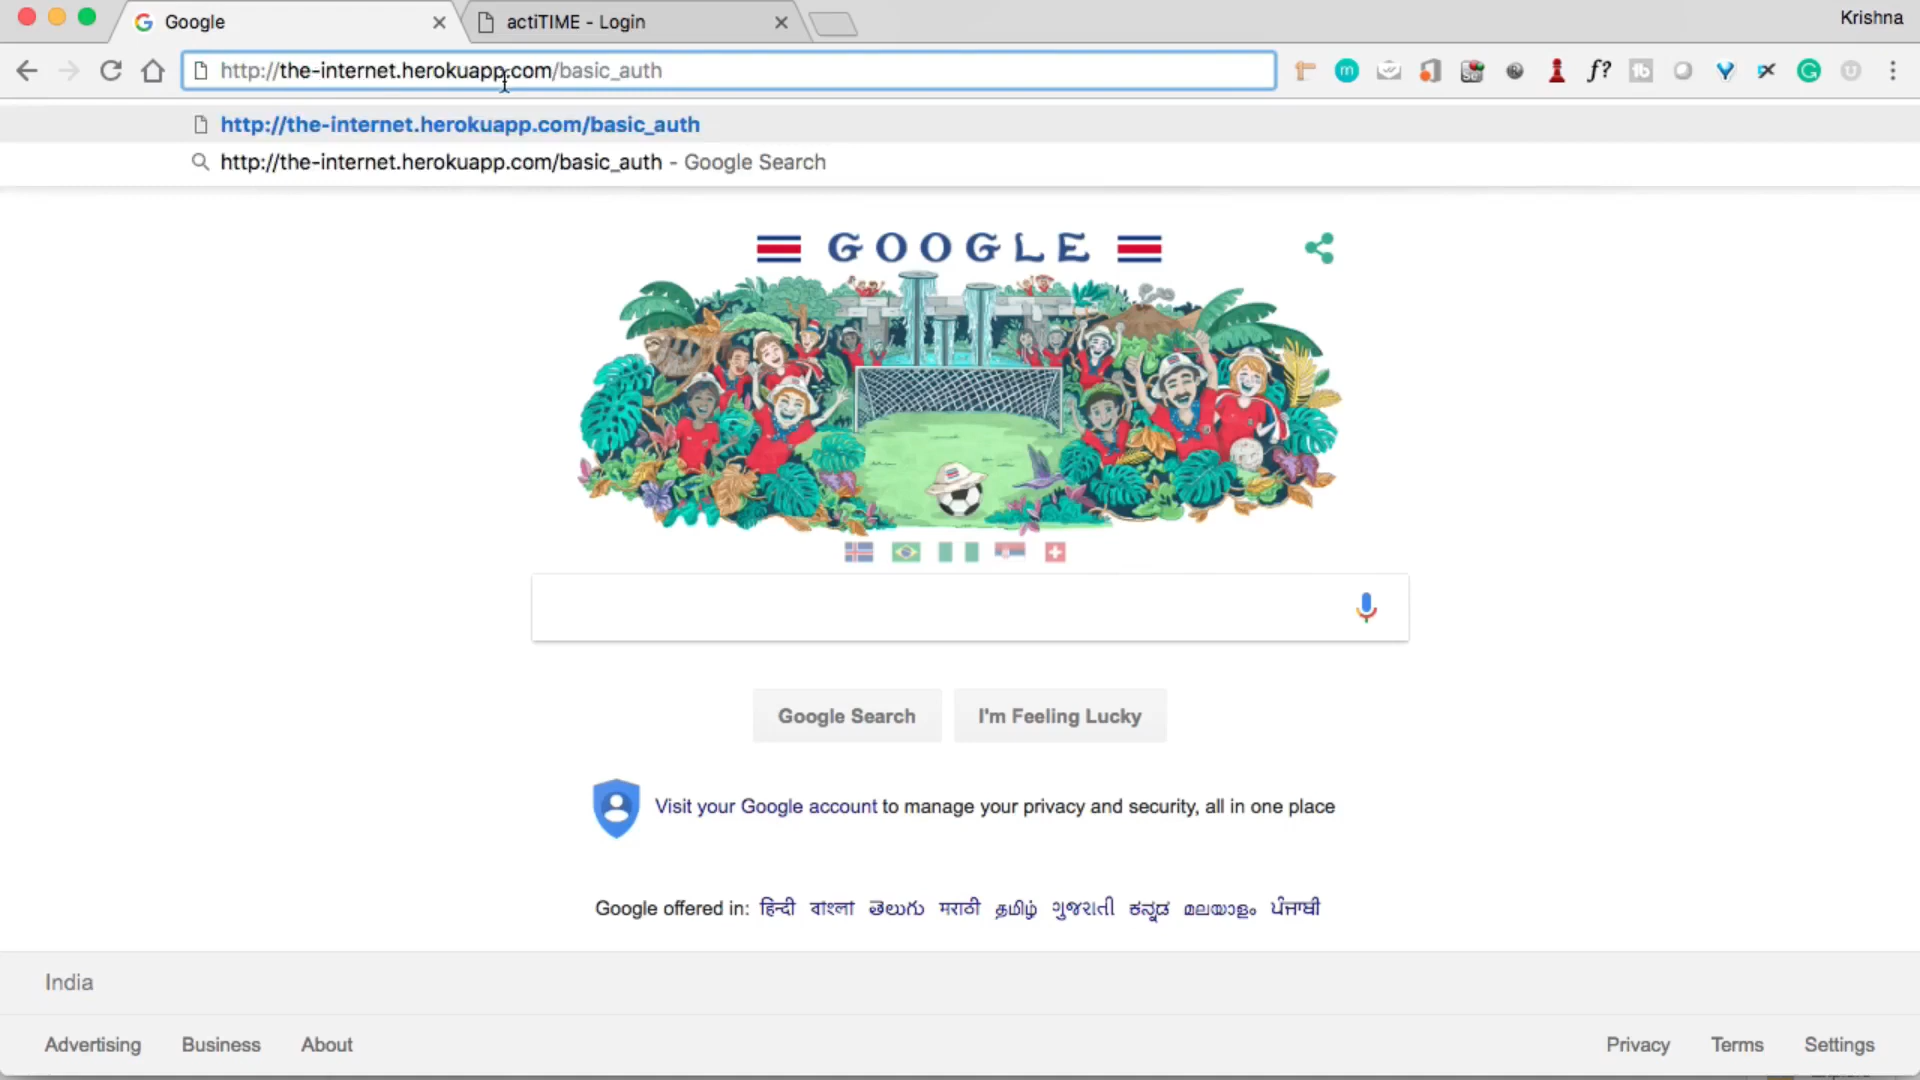 Google
actiTIME - Login
Krishna
http://the-internet.herokuapp.com/basic_auth
http://the-internet.herokuapp.com/basic_auth
http://the-internet.herokuapp.com/basic_auth - Google Search
GOOGLE
Google Search
I'm Feeling Lucky
Visit your Google account to manage your privacy and security, all in one place
Google offered in: हिन्दी বাংলা తెలుగు मराठी தமிழ் ગુજરાતી ಕನ್ನಡ മലയാളം ਪੰਜਾਬੀ
India
Advertising Business About
Privacy Terms Settings